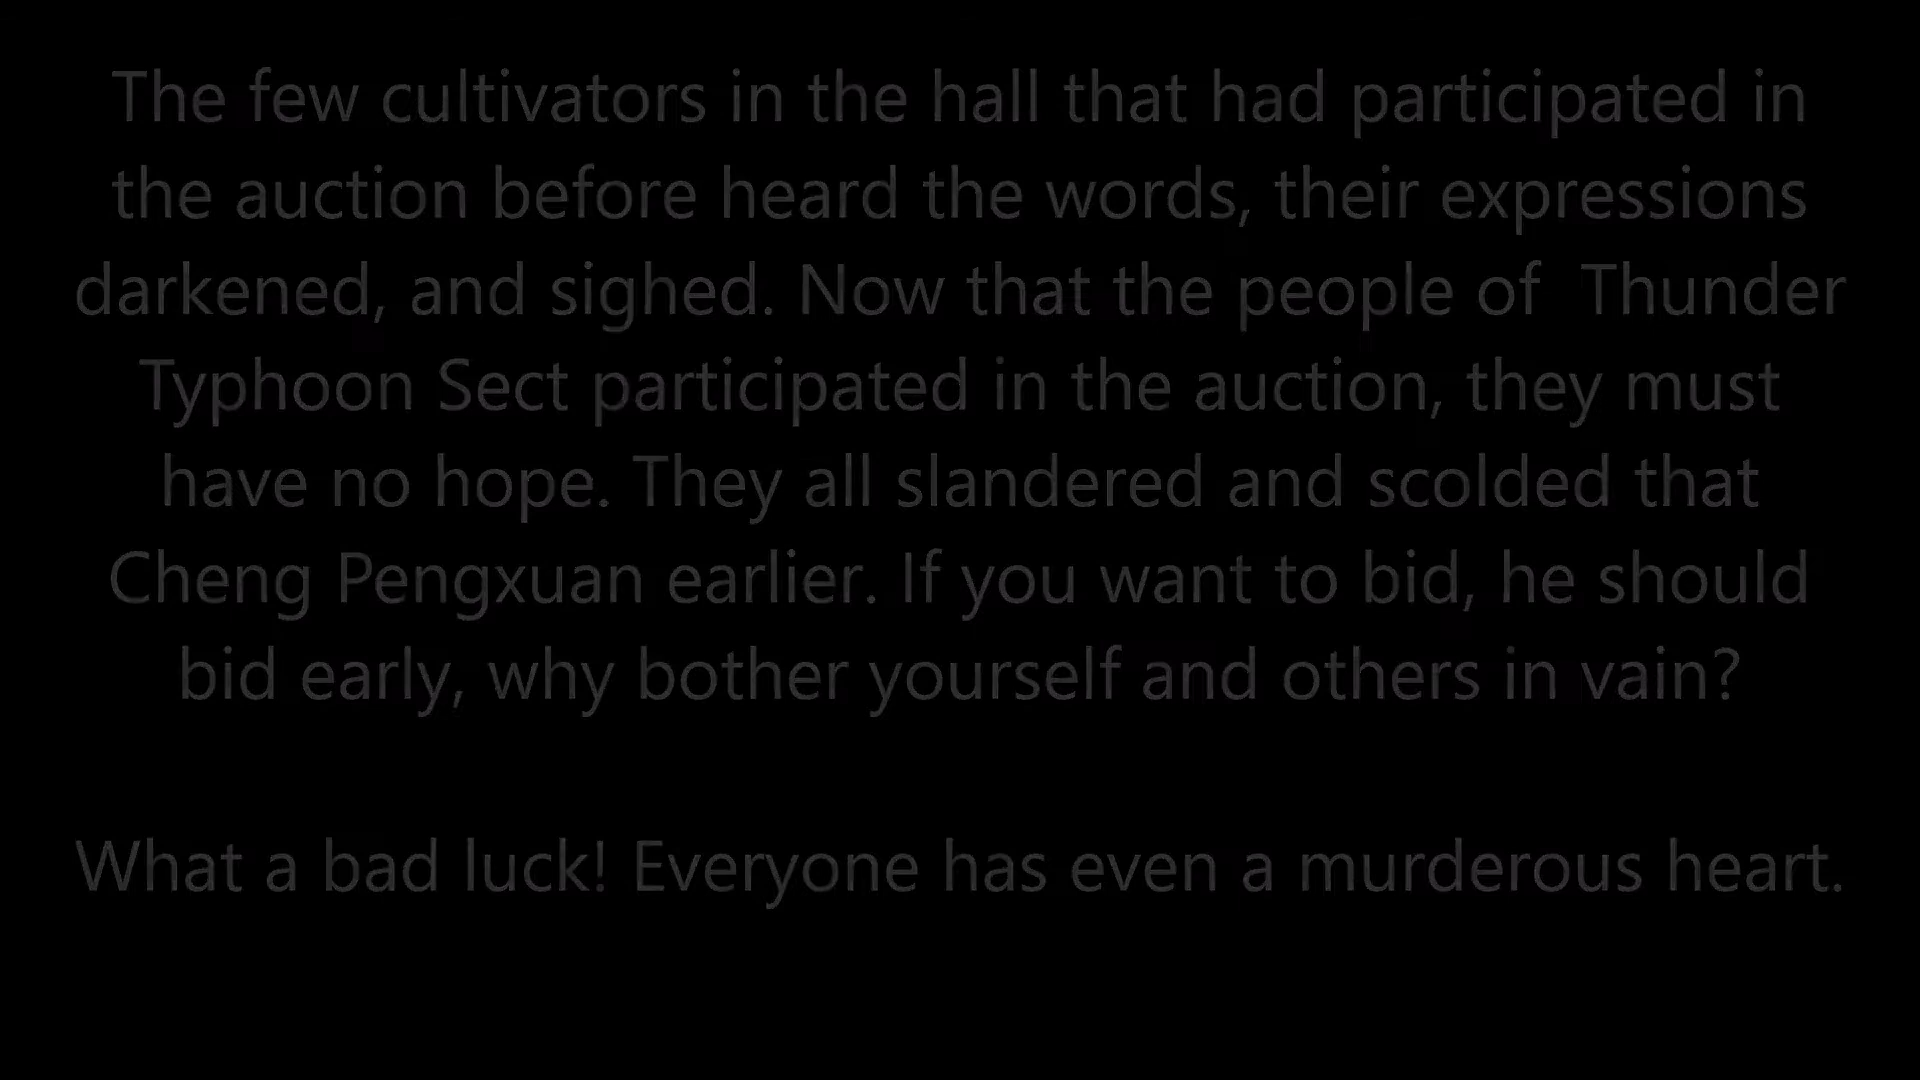 The few cultivators in the hall that had participated in
the auction before heard the words, their expressions
darkened, and sighed. Now that the people of  Thunder
Typhoon Sect participated in the auction, they must
have no hope. They all slandered and scolded that
Cheng Pengxuan earlier. If you want to bid, he should
bid early, why bother yourself and others in vain?
What a bad luck! Everyone has even a murderous heart.